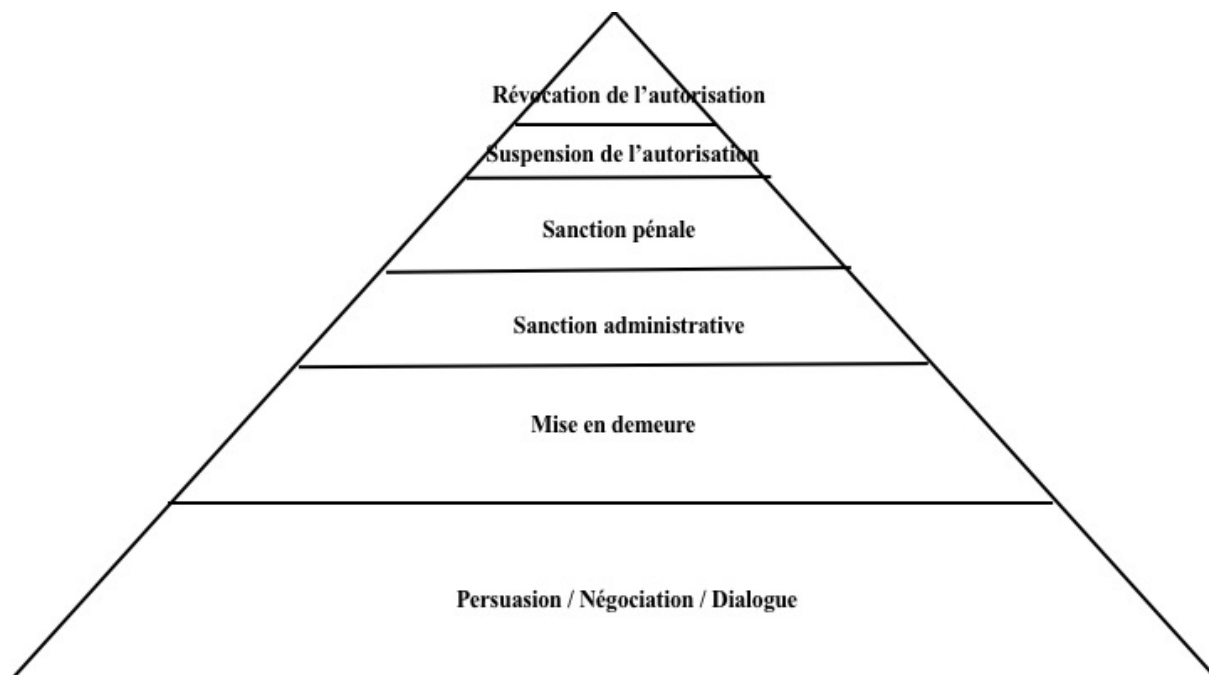 Révocation de l’autorisation
Suspension de l’autorisation
Sanction pénale
Sanction administrative
Mise en demeure
Persuasion / Négociation / Dialogue